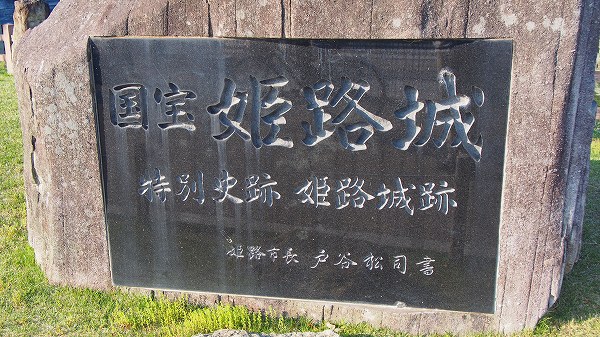 国宝 姫路城
特別史跡 姫路城跡
姫路市長 戸谷松司書